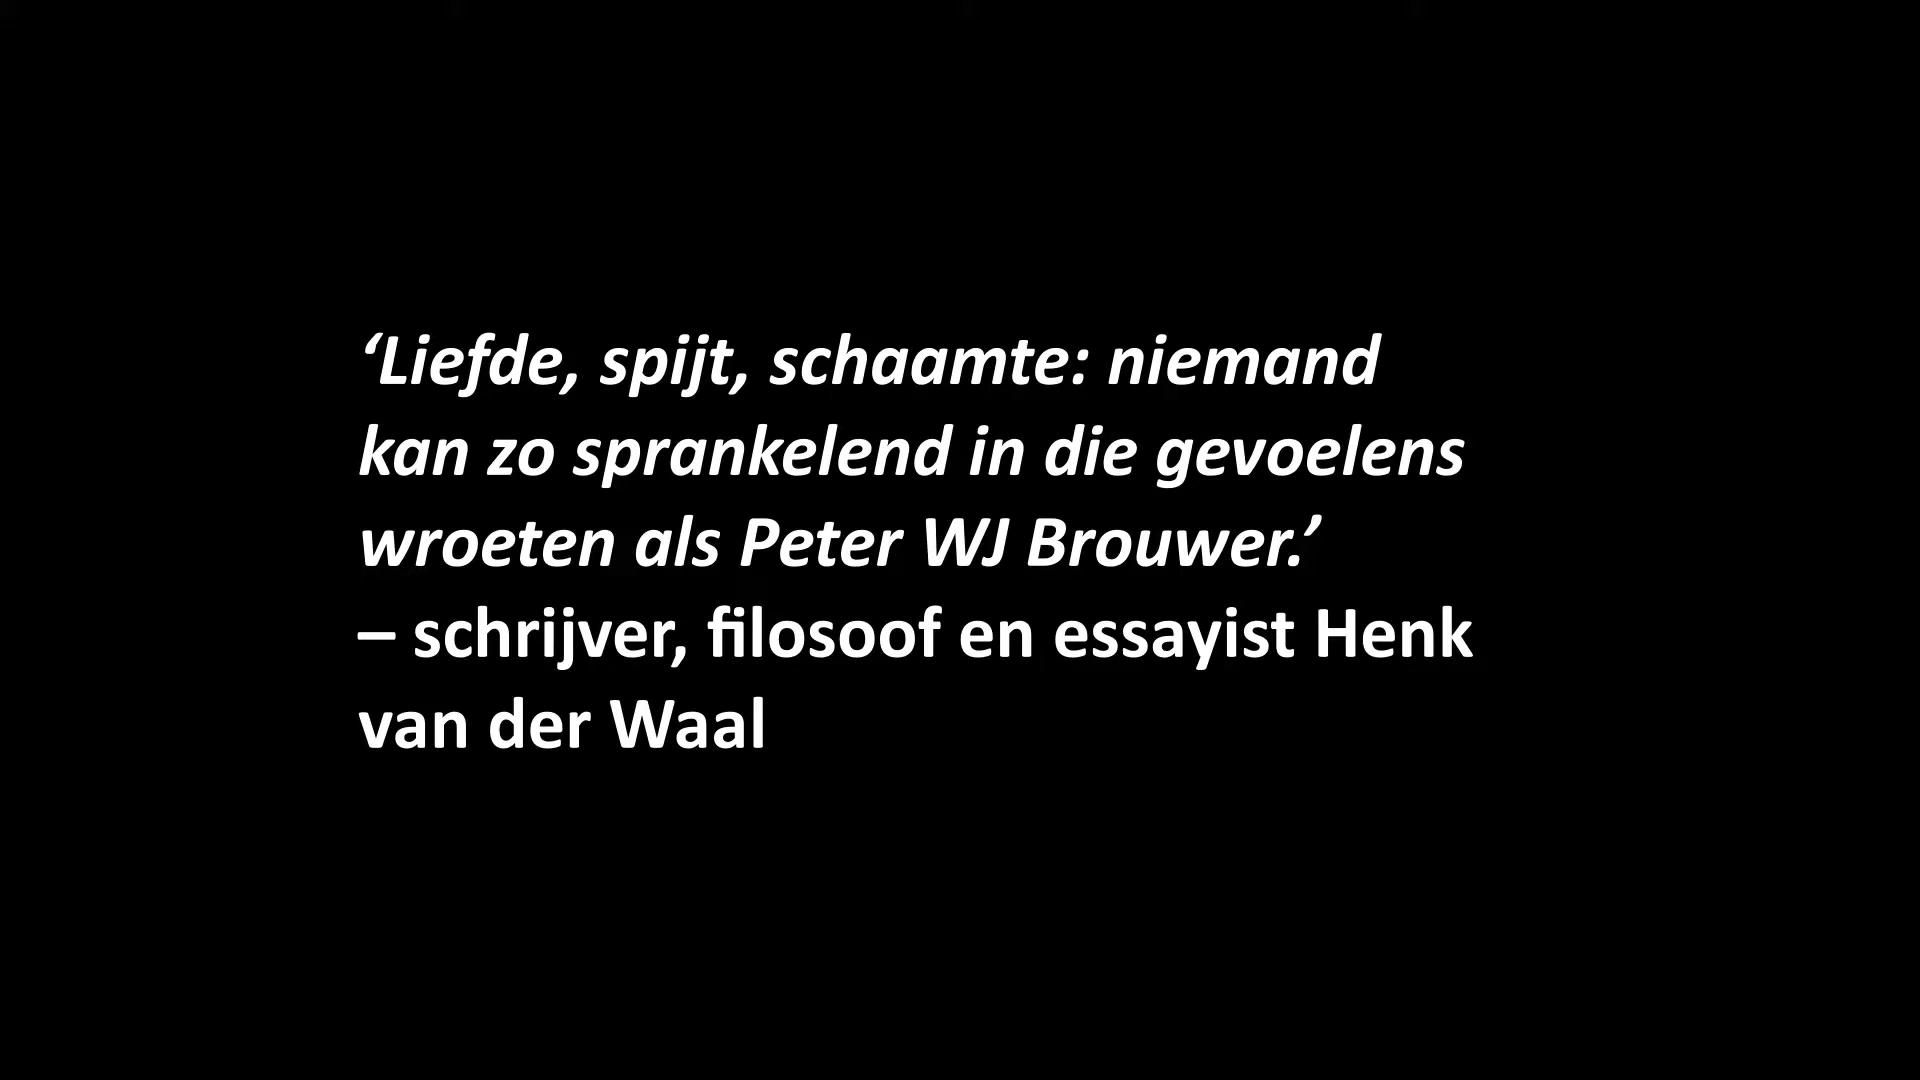 ‘Liefde, spijt, schaamte: niemand
kan zo sprankelend in die gevoelens
wroeten als Peter WJ Brouwer.’
– schrijver, filosoof en essayist Henk
van der Waal